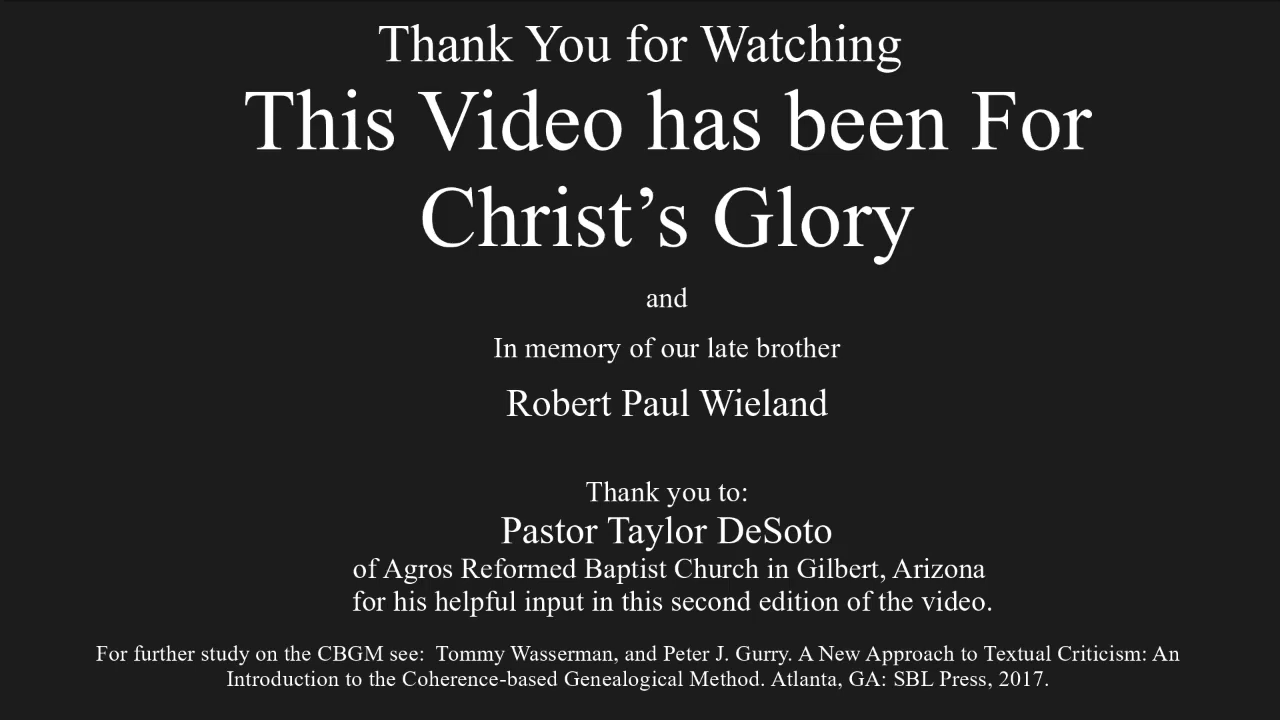 Thank You for Watching
This Video has been For
Christ’s Glory
and
In memory of our late brother
Robert Paul Wieland
Thank you to:
Pastor Taylor DeSoto
of Agros Reformed Baptist Church in Gilbert, Arizona
for his helpful input in this second edition of the video.
For further study on the CBGM see:  Tommy Wasserman, and Peter J. Gurry. A New Approach to Textual Criticism: An
Introduction to the Coherence-based Genealogical Method. Atlanta, GA: SBL Press, 2017.